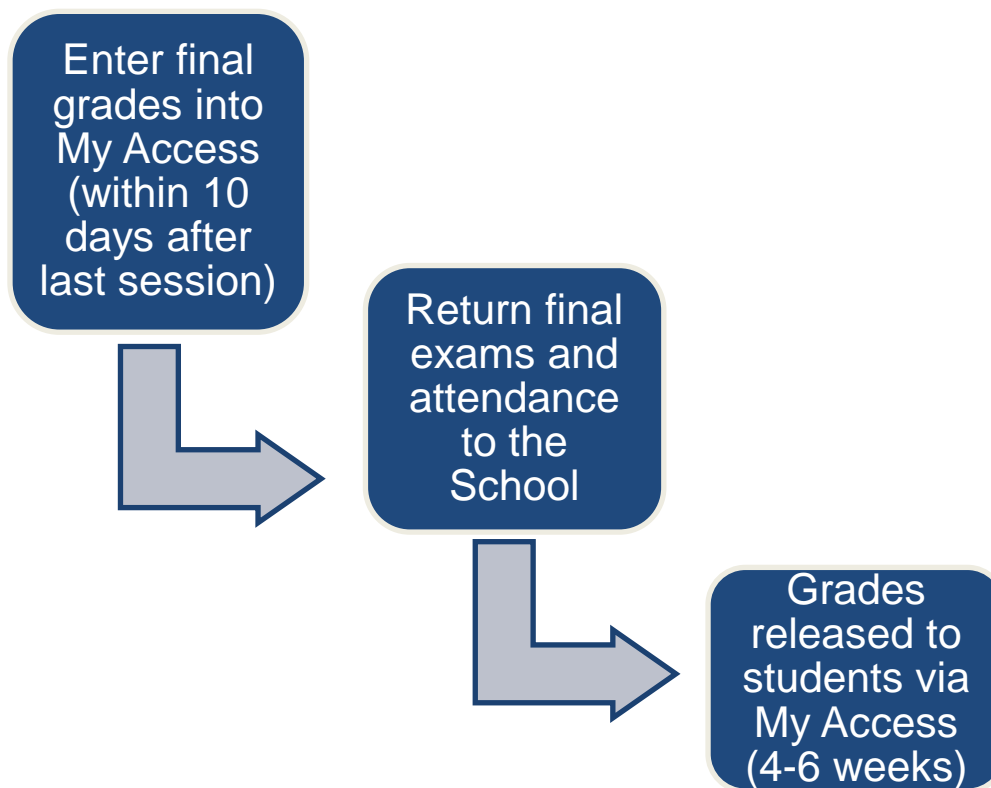 Enter final
grades into
My Access
(within 10
days after
last session)
Return final
exams and
attendance
to the
School
Grades
released to
students via
My Access
(4-6 weeks)